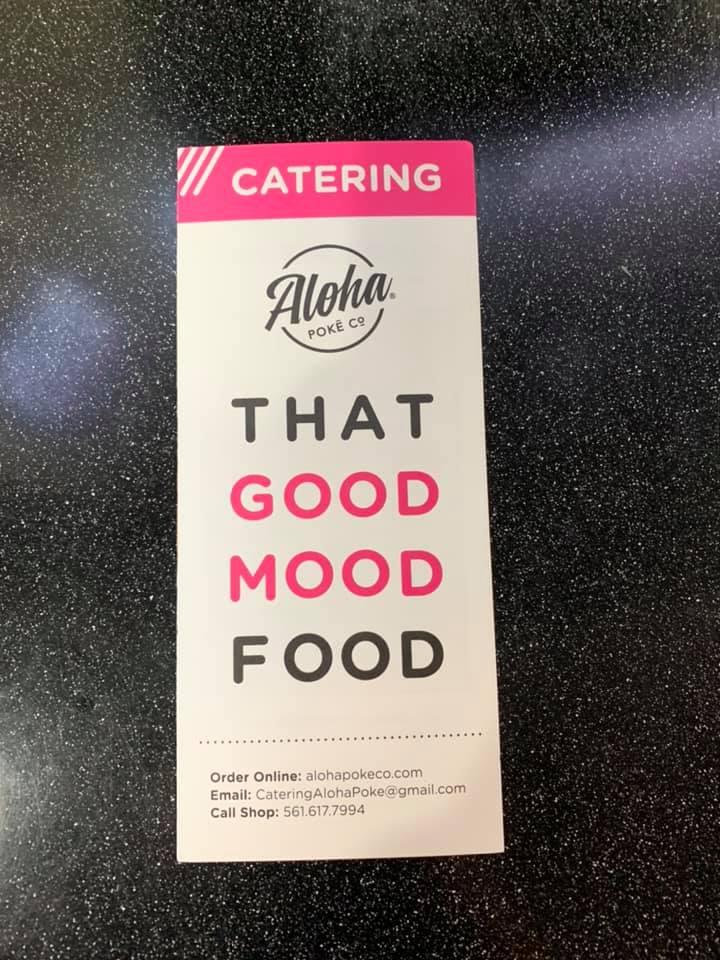 CATERING
Aloha®
POKĒ Cº
THAT
GOOD
MOOD
FOOD
Order Online: alohapokeco.com
Email: CateringAlohaPoke@gmail.com
Call Shop: 561.617.7994